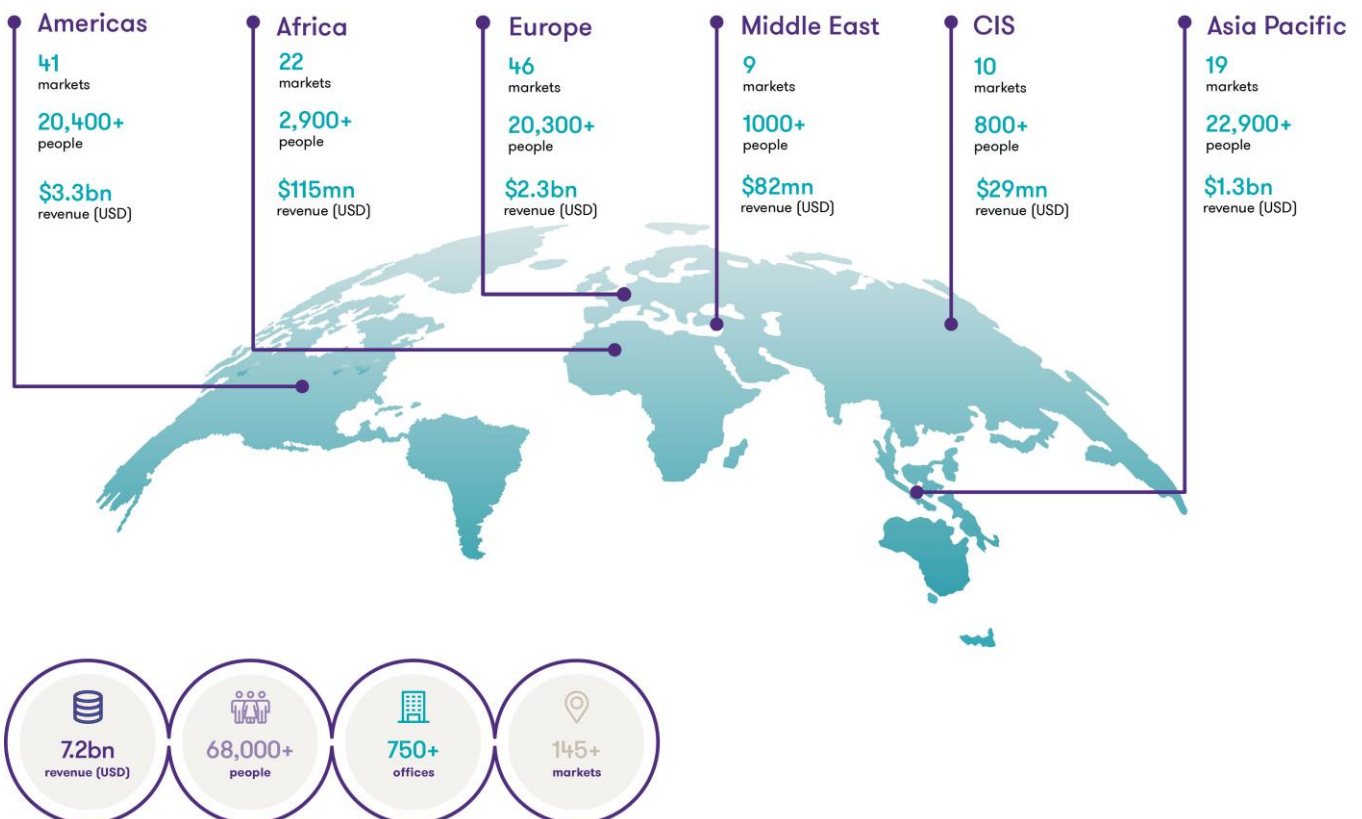 Americas
41
markets
20,400+
people
$3.3bn
revenue (USD)
Africa
22
markets
2,900+
people
$115mn
revenue (USD)
Europe
46
markets
20,300+
people
$2.3bn
revenue (USD)
Middle East
9
markets
1000+
people
$82mn
revenue (USD)
CIS
10
markets
800+
people
$29mn
revenue (USD)
Asia Pacific
19
markets
22,900+
people
$1.3bn
revenue (USD)
7.2bn
revenue (USD)
68,000+
people
750+
offices
145+
markets